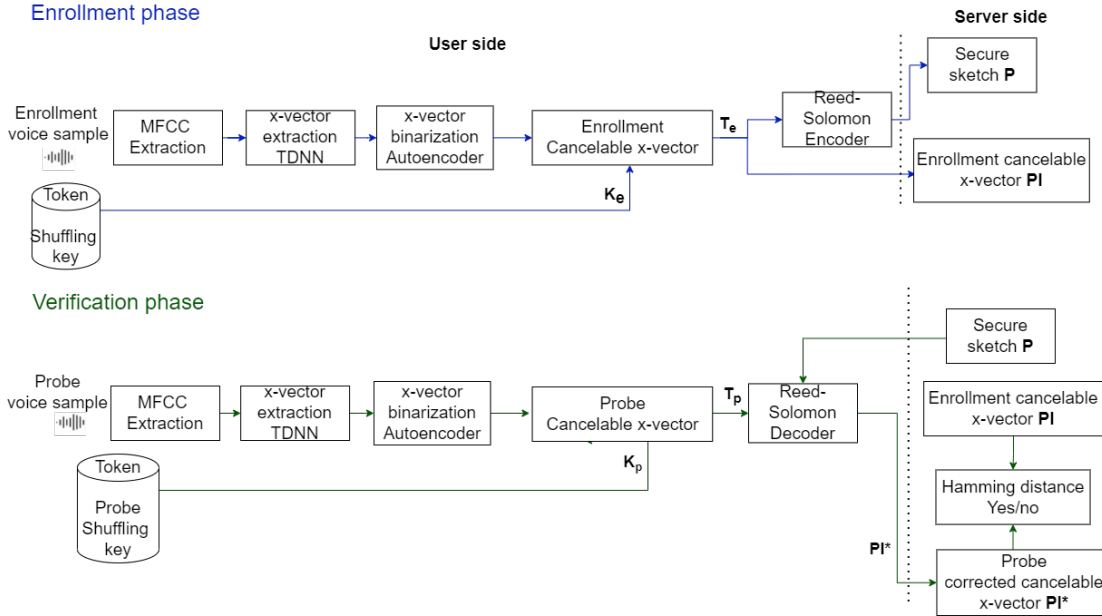 Enrollment phase
User side
Server side
Enrollment
voice sample
MFCC
Extraction
x-vector
extraction
TDNN
x-vector
binarization
Autoencoder
Enrollment
Cancelable x-vector
Te
Reed-
Solomon
Encoder
Secure
sketch P
Enrollment cancelable
x-vector PI
Token
Shuffling
key
Ke
Verification phase
Probe
voice sample
MFCC
Extraction
x-vector
extraction
TDNN
x-vector
binarization
Autoencoder
Probe
Cancelable x-vector
Tp
Reed-
Solomon
Decoder
Secure
sketch P
Enrollment cancelable
x-vector PI
Hamming distance
Yes/no
Token
Probe
Shuffling
key
Kp
PI*
Probe
corrected cancelable
x-vector PI*